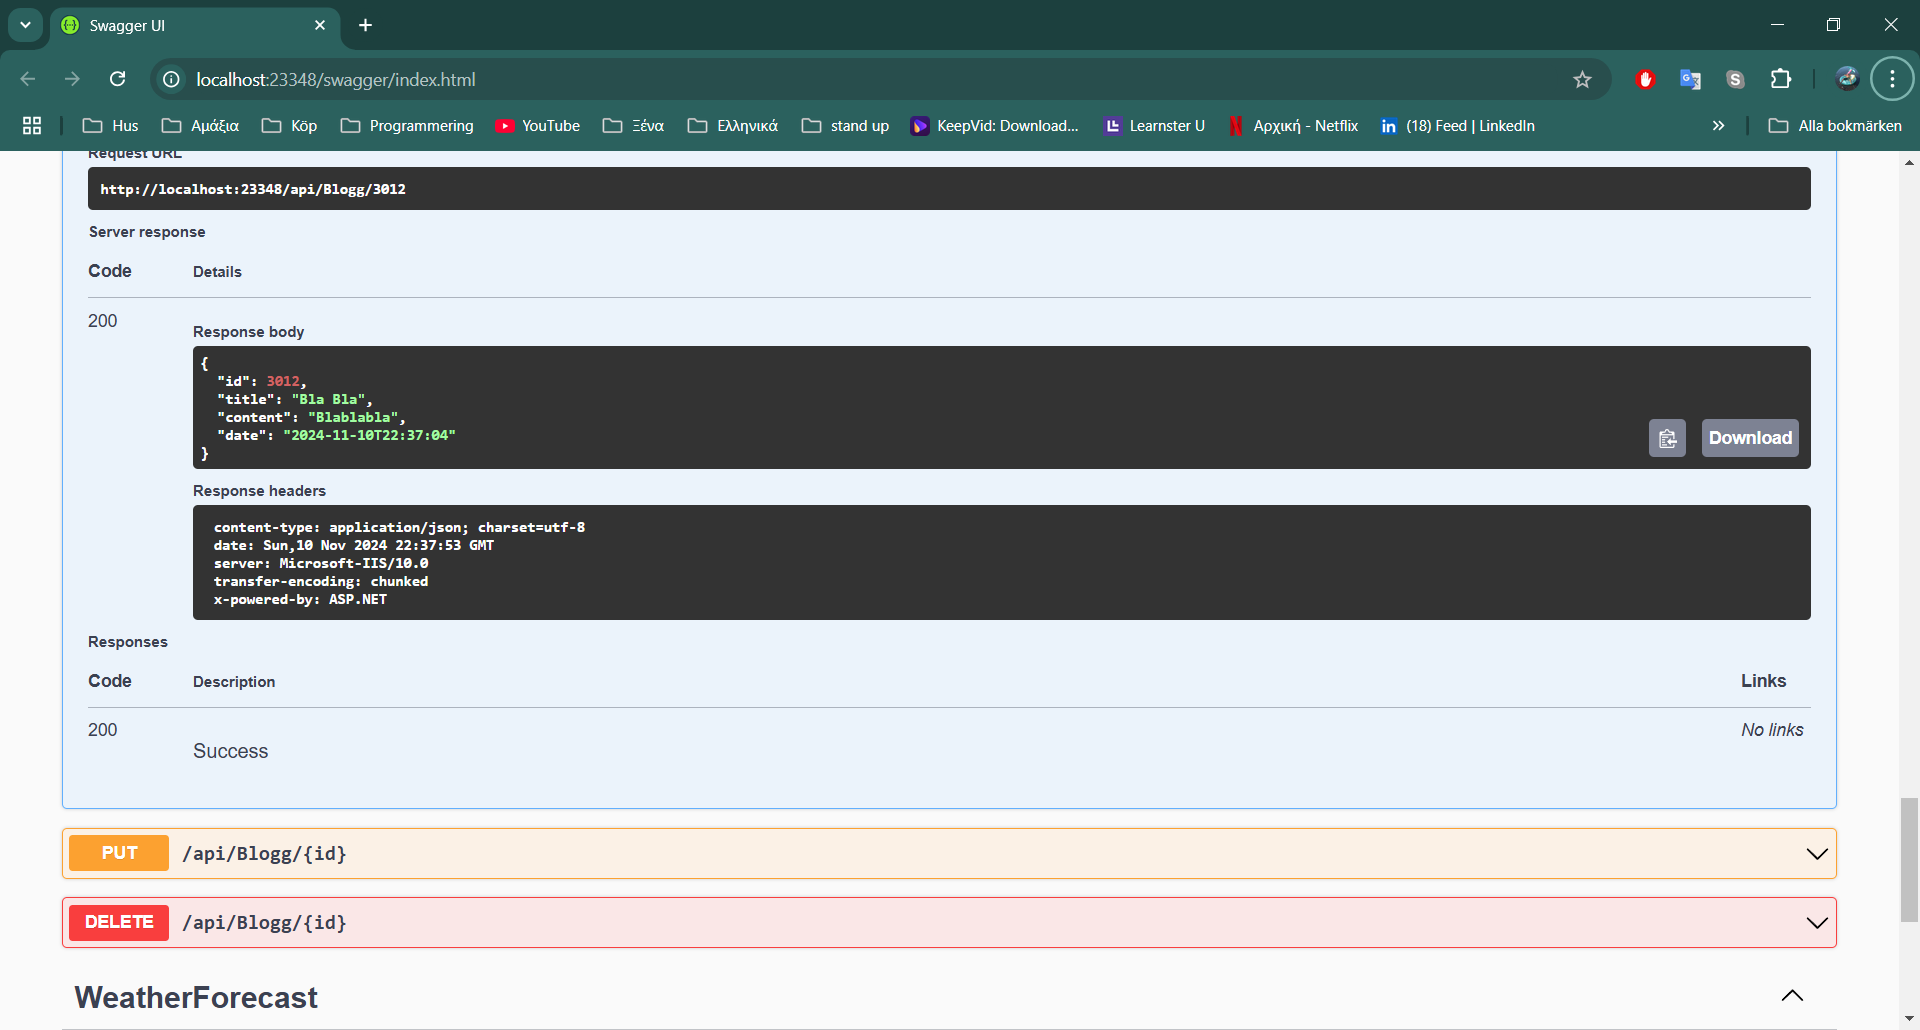 Swagger UI
localhost:23348/swagger/index.html
Hus
Αμάξια
Köp
Programmering
YouTube
Ξένα
Ελληνικά
stand up
KeepVid: Download...
Learnster U
Αρχική - Netflix
(18) Feed | LinkedIn
Alla bokmärken
Request URL
http://localhost:23348/api/Blogg/3012
Server response
Code Details
200
Response body
{
"id": 3012,
"title": "Bla Bla",
"content": "Blablabla",
"date": "2024-11-10T22:37:04"
}
Download
Response headers
content-type: application/json; charset=utf-8
date: Sun,10 Nov 2024 22:37:53 GMT
server: Microsoft-IIS/10.0
transfer-encoding: chunked
x-powered-by: ASP.NET
Responses
Code Description Links
200 No links
Success
PUT /api/Blogg/{id}
DELETE /api/Blogg/{id}
WeatherForecast